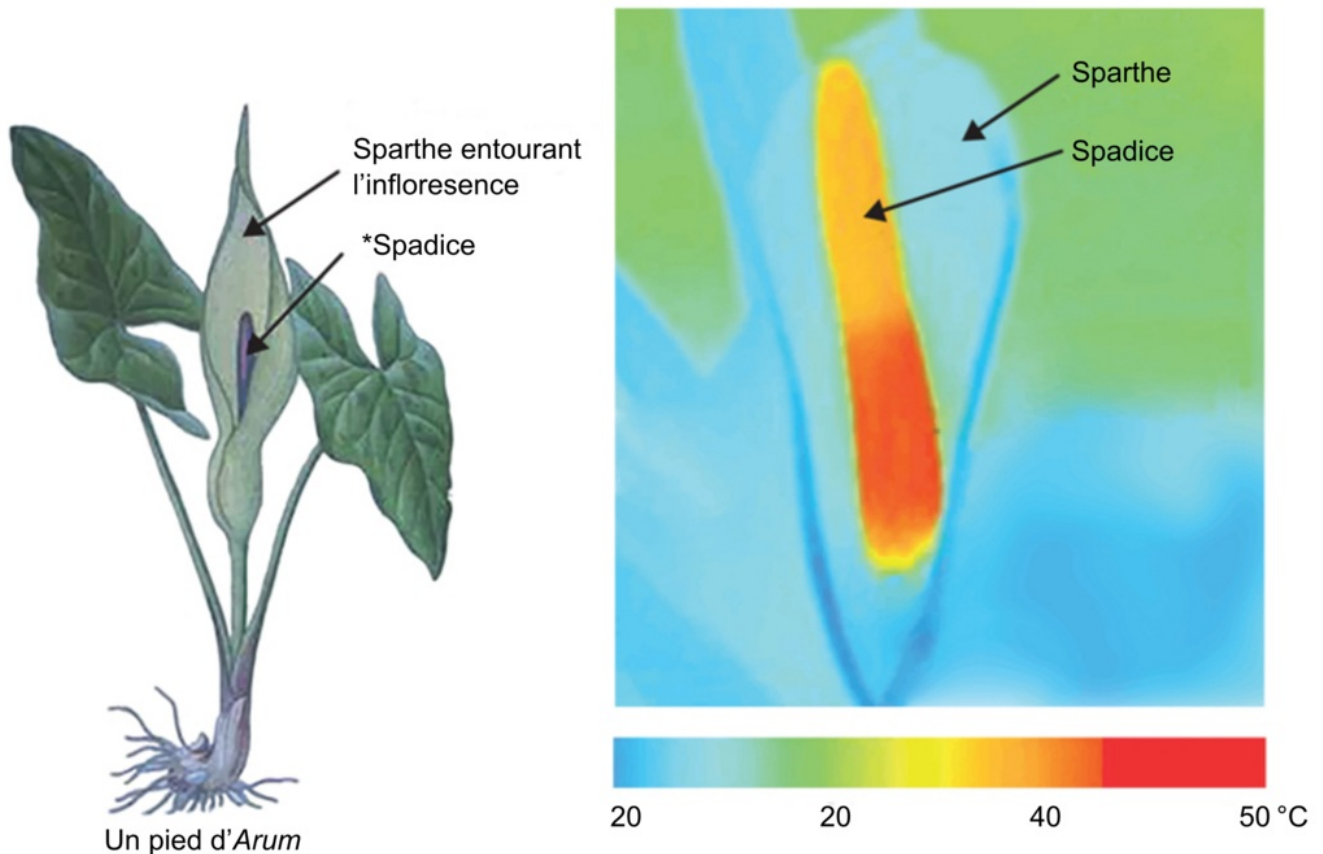 Sparthe entourant
l'infloresence
*Spadice
Un pied d'Arum
Sparthe
Spadice
20 20 40 50 °C